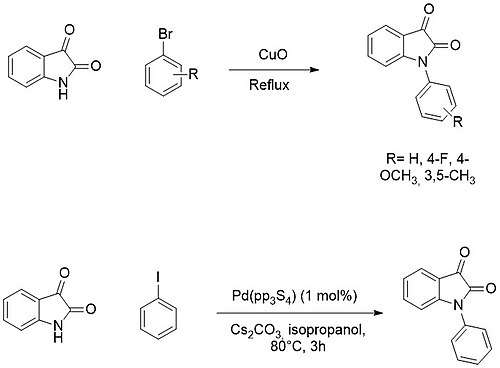 O
O
N
H
Br
R
CuO
Reflux
O
O
N
R
R= H, 4-F, 4-
OCH₃, 3,5-CH₃
O
O
N
H
I
Pd(pp₃S₄) (1 mol%)
Cs₂CO₃, isopropanol,
80°C, 3h
O
O
N